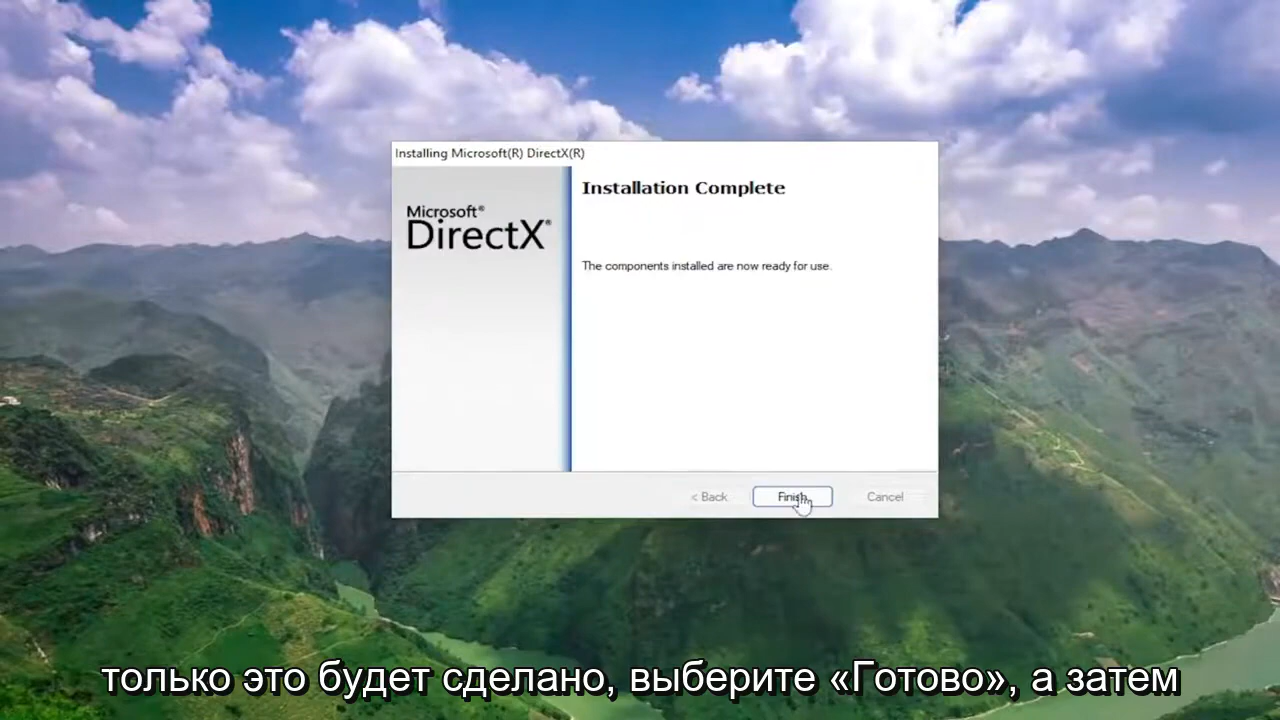 Installing Microsoft(R) DirectX(R)
Installation Complete
Microsoft®
DirectX®
The components installed are now ready for use.
< Back
Finish
Cancel
только это будет сделано, выберите «Готово», а затем